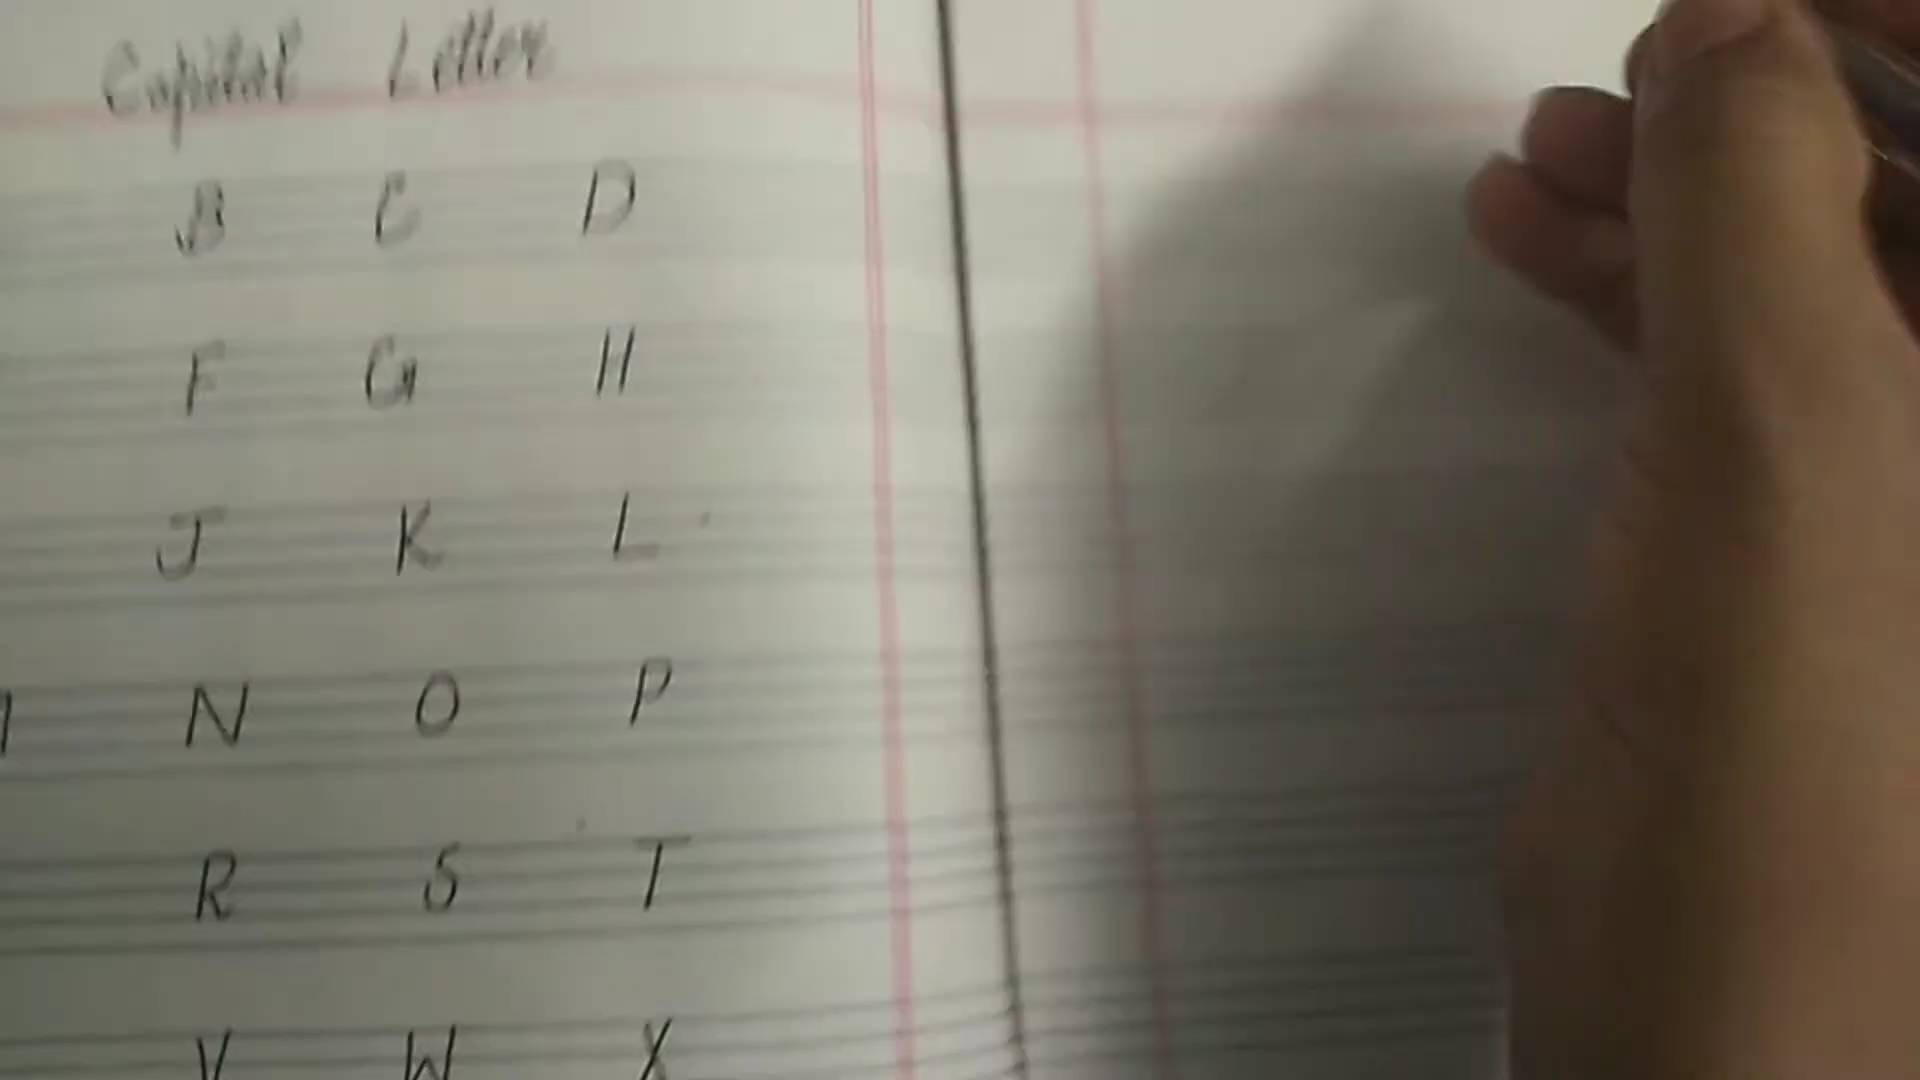 Capital Letter
B C D
F G H
J K L
N O P
R S T
V W X